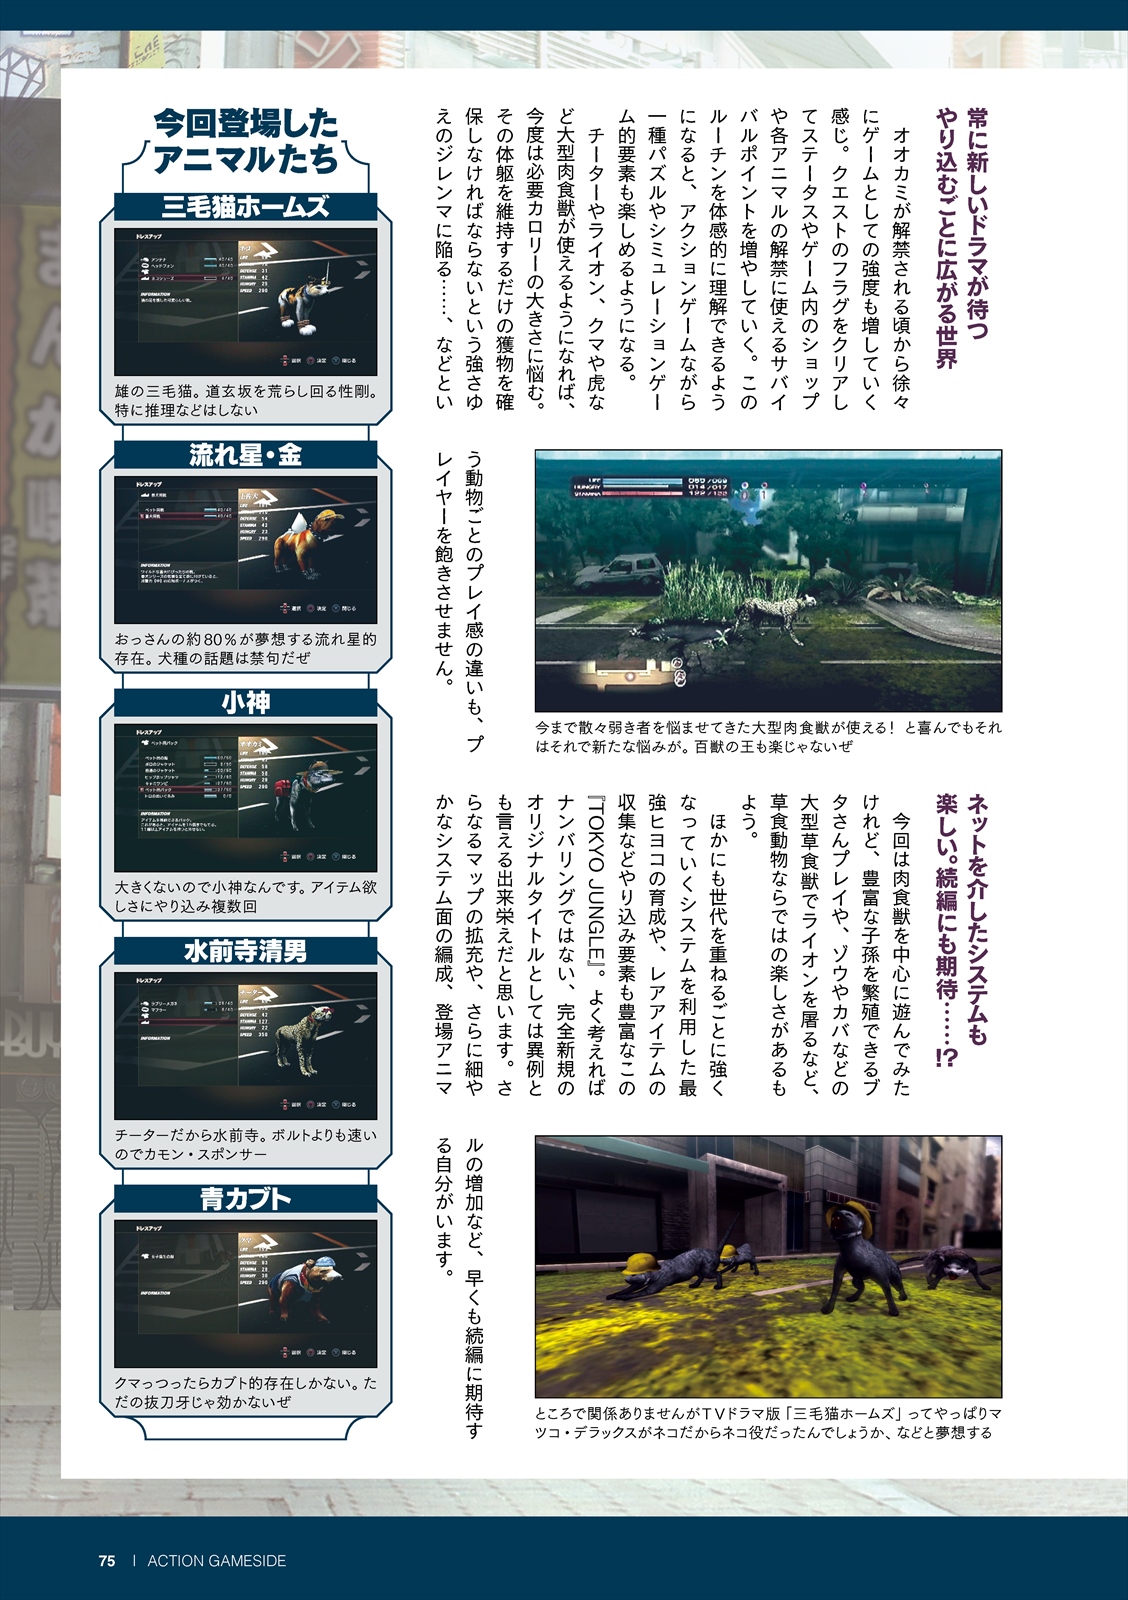 常に新しいドラマが待つ
やり込むごとに広がる世界
オオカミが解禁される頃から徐々
にゲームとしての強度も増していく
感じ。クエストのフラグをクリアし
てステータスやゲーム内のショップ
や各アニマルの解禁に使えるサバイ
バルポイントを増やしていく。この
ルーチンを体感的に理解できるよう
になると、アクションゲームながら
一種パズルやシミュレーションゲー
ム的要素も楽しめるようになる。
チーターやライオン、クマや虎な
ど大型肉食獣が使えるようになれば、
今度は必要カロリーの大きさに悩む。
その体躯を維持するだけの獲物を確
保しなければならないという強さゆ
えのジレンマに陥る……、などとい
う動物ごとのプレイ感の違いも、プ
レイヤーを飽きさせません。
今まで散々弱き者を悩ませてきた大型肉食獣が使える! と喜んでもそれ
はそれで新たな悩みが。百獣の王も楽じゃないぜ
ネットを介したシステムも
楽しい。続編にも期待……!?
今回は肉食獣を中心に遊んでみた
けれど、豊富な子孫を繁殖できるブ
タさんプレイや、ゾウやカバなどの
大型草食獣でライオンを屠るなど、
草食動物ならではの楽しさがあるも
よう。
ほかにも世代を重ねるごとに強く
なっていくシステムを利用した最
強ヒヨコの育成や、レアアイテムの
収集などやり込み要素も豊富なこの
『TOKYO JUNGLE』。よく考えれば
ナンバリングではない、完全新規の
オリジナルタイトルとしては異例と
も言える出来栄えだと思います。さ
らなるマップの拡充や、さらに細や
かなシステム面の編成、登場アニマ
ルの増加など、早くも続編に期待す
る自分がいます。
ところで関係ありませんがTVドラマ版「三毛猫ホームズ」ってやっぱりマ
ツコ・デラックスがネコだからネコ役だったんでしょうか、などと夢想する
今回登場した
アニマルたち
三毛猫ホームズ
ドレスアップ
INFORMATION
雄の三毛猫。道玄坂を荒らし回る性剛。
特に推理などはしない
流れ星・金
ドレスアップ
INFORMATION
おっさんの約80%が夢想する流れ星的
存在。犬種の話題は禁句だぜ
小神
ドレスアップ
INFORMATION
大きくないので小神なんです。アイテム欲
しさにやり込み複数回
水前寺清男
ドレスアップ
INFORMATION
チーターだから水前寺。ボルトよりも速い
のでカモン・スポンサー
青カブト
ドレスアップ
INFORMATION
クマっつったらカブト的存在しかない。た
だの抜刀牙じゃ効かないぜ
75 | ACTION GAMESIDE